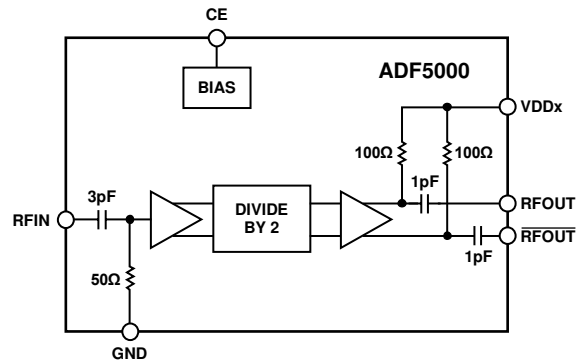 CE
ADF5000
BIAS
VDDx
100Ω
100Ω
3pF
1pF
RFIN
DIVIDE
BY 2
RFOUT
RFOUT
1pF
50Ω
GND